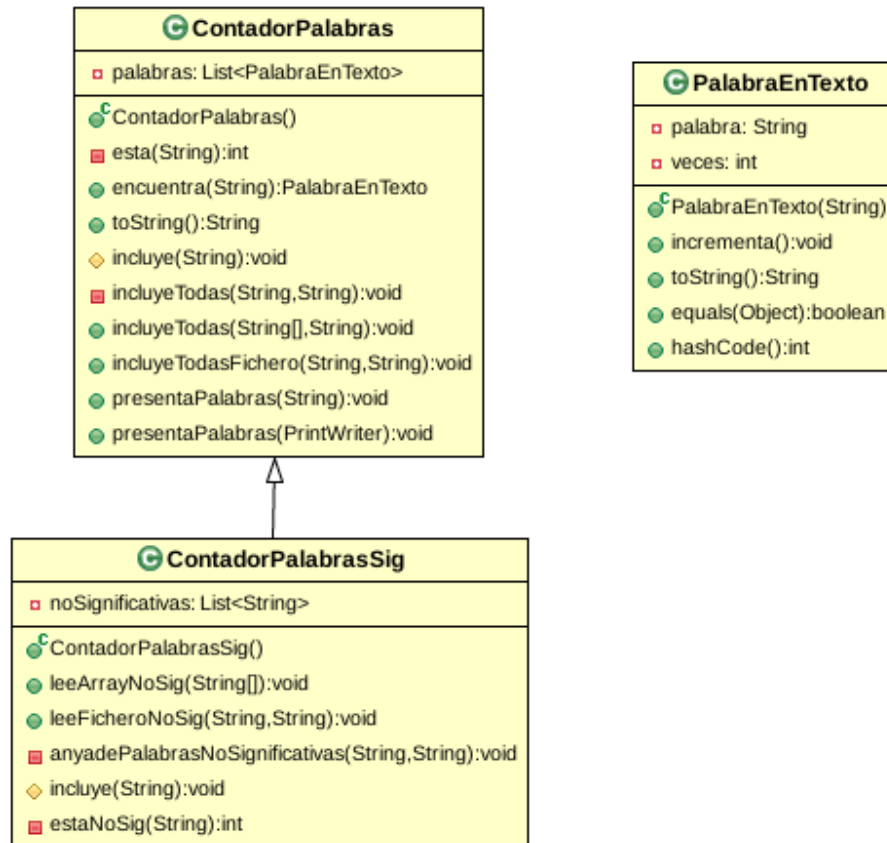 C ContadorPalabras
palabras: List<PalabraEnTexto>
C ContadorPalabras()
esta(String):int
encuentra(String):PalabraEnTexto
toString():String
incluye(String):void
incluyeTodas(String,String):void
incluyeTodas(String[],String):void
incluyeTodasFichero(String,String):void
presentaPalabras(String):void
presentaPalabras(PrintWriter):void
C PalabraEnTexto
palabra: String
veces: int
C PalabraEnTexto(String)
incrementa():void
toString():String
equals(Object):boolean
hashCode():int
C ContadorPalabrasSig
noSignificativas: List<String>
C ContadorPalabrasSig()
leeArrayNoSig(String[]):void
leeFicheroNoSig(String,String):void
anyadePalabrasNoSignificativas(String,String):void
incluye(String):void
estaNoSig(String):int